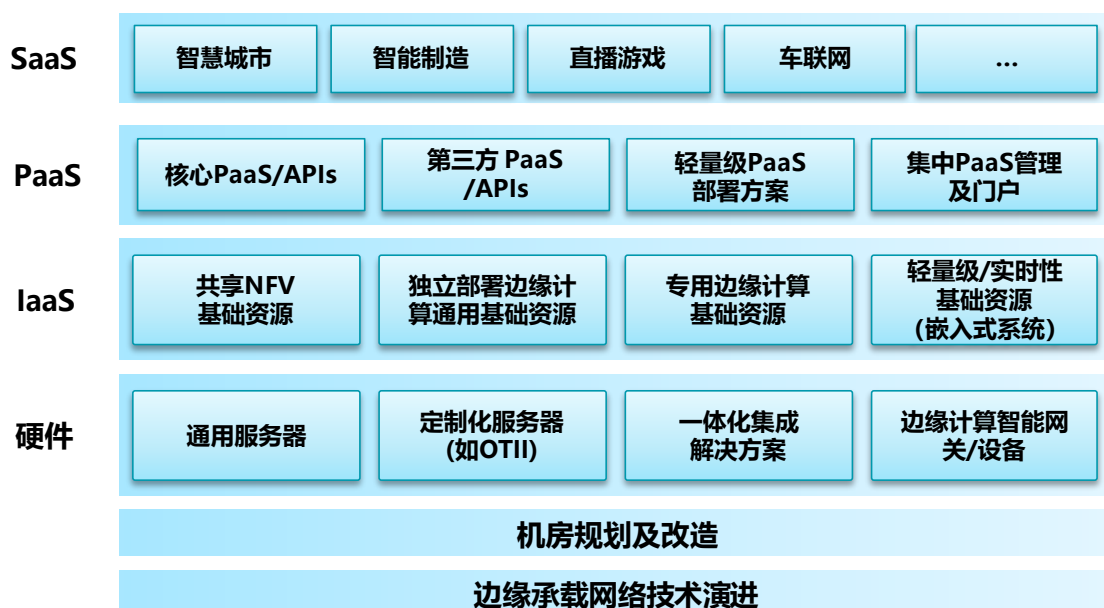 SaaS
智慧城市
智能制造
直播游戏
车联网
...
PaaS
核心PaaS/APIs
第三方 PaaS
/APIs
轻量级PaaS
部署方案
集中PaaS管理
及门户
IaaS
共享NFV
基础资源
独立部署边缘计
算通用基础资源
专用边缘计算
基础资源
轻量级/实时性
基础资源
(嵌入式系统)
硬件
通用服务器
定制化服务器
(如OTII)
一体化集成
解决方案
边缘计算智能网
关/设备
机房规划及改造
边缘承载网络技术演进